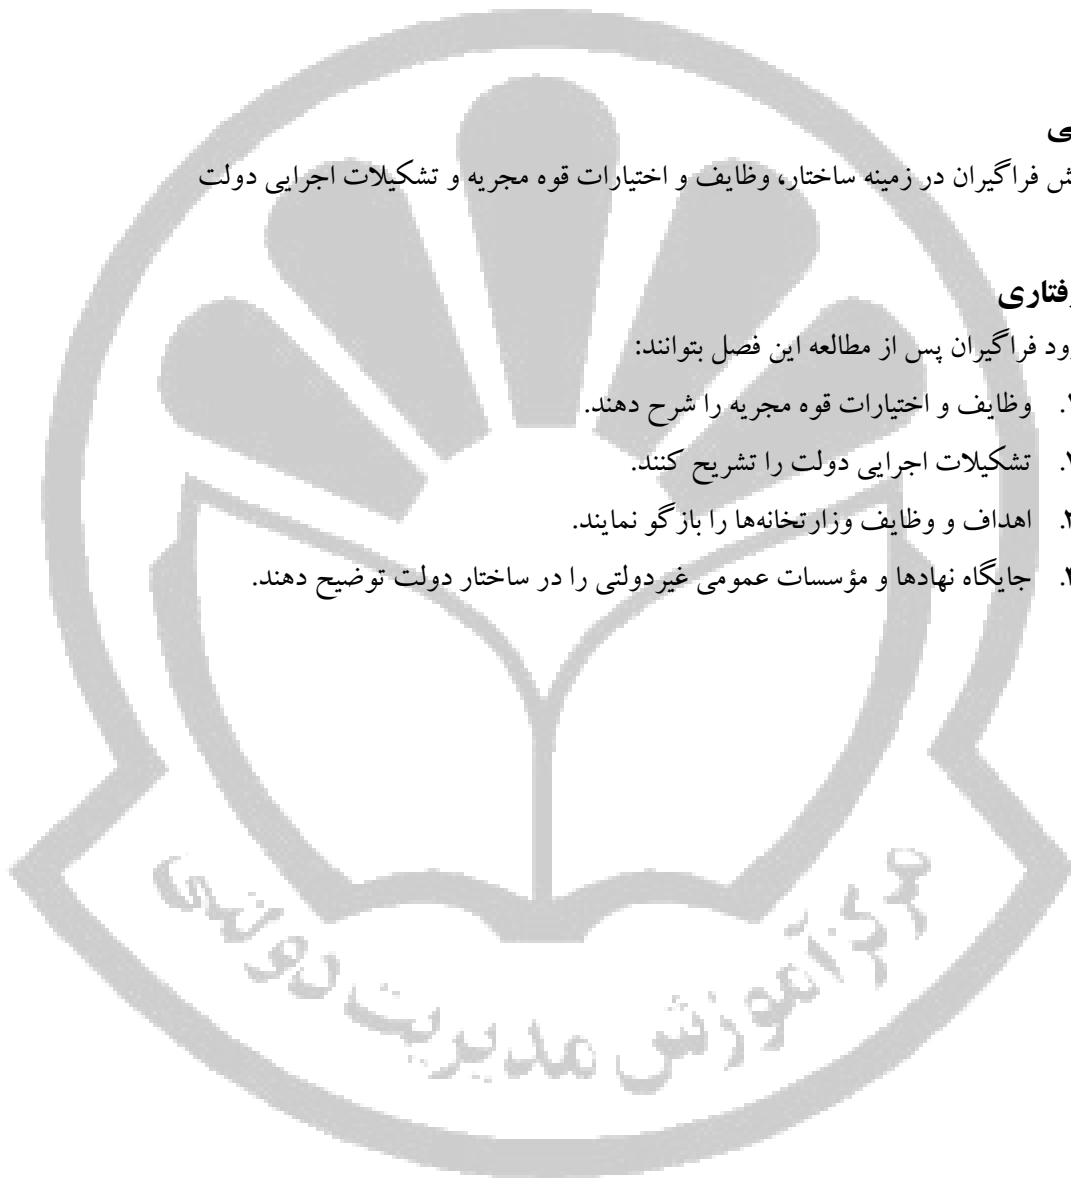 ش فراگیران در زمینه ساختار، وظایف و اختیارات قوه مجریه و تشکیلات اجرایی دولت
فتاری
ود فراگیران پس از مطالعه این فصل بتوانند:
وظایف و اختیارات قوه مجریه را شرح دهند.
تشکیلات اجرایی دولت را تشریح کنند.
اهداف و وظایف وزارتخانه‌ها را بازگو نمایند.
جایگاه نهادها و مؤسسات عمومی غیردولتی را در ساختار دولت توضیح دهند.
مرکز آموزش مدیریت دولتی